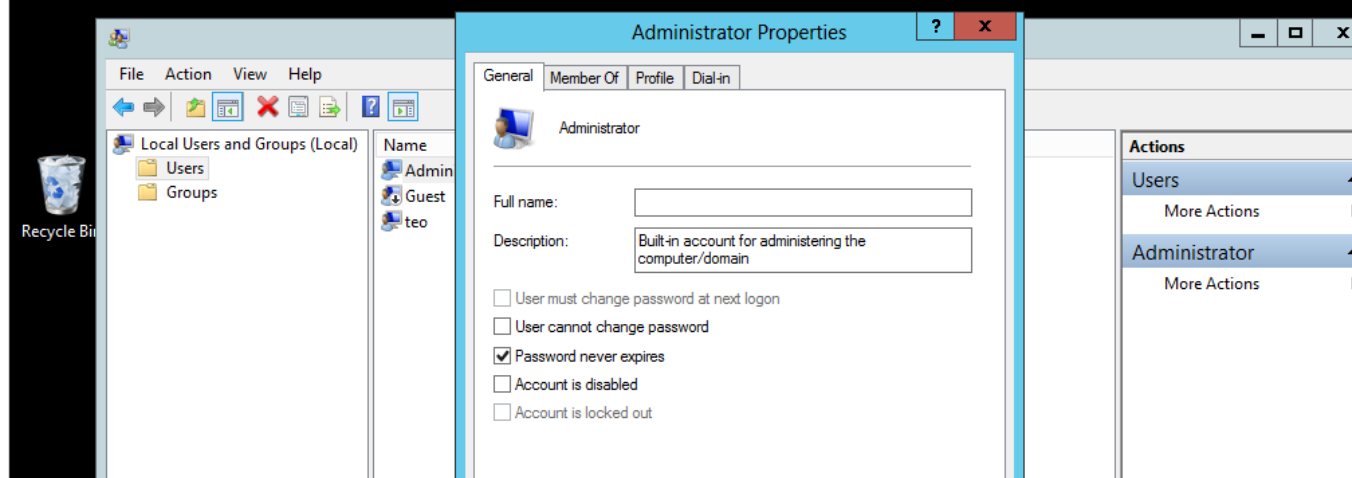 Administrator Properties
?
x
x
File Action View Help
?
Local Users and Groups (Local)
Users
Groups
Name
Admin
Guest
teo
General Member Of Profile Dial-in
Administrator
Full name:
Description:
Built-in account for administering the
computer/domain
User must change password at next logon
User cannot change password
Password never expires
Account is disabled
Account is locked out
Actions
Users
More Actions
Administrator
More Actions
Recycle Bi